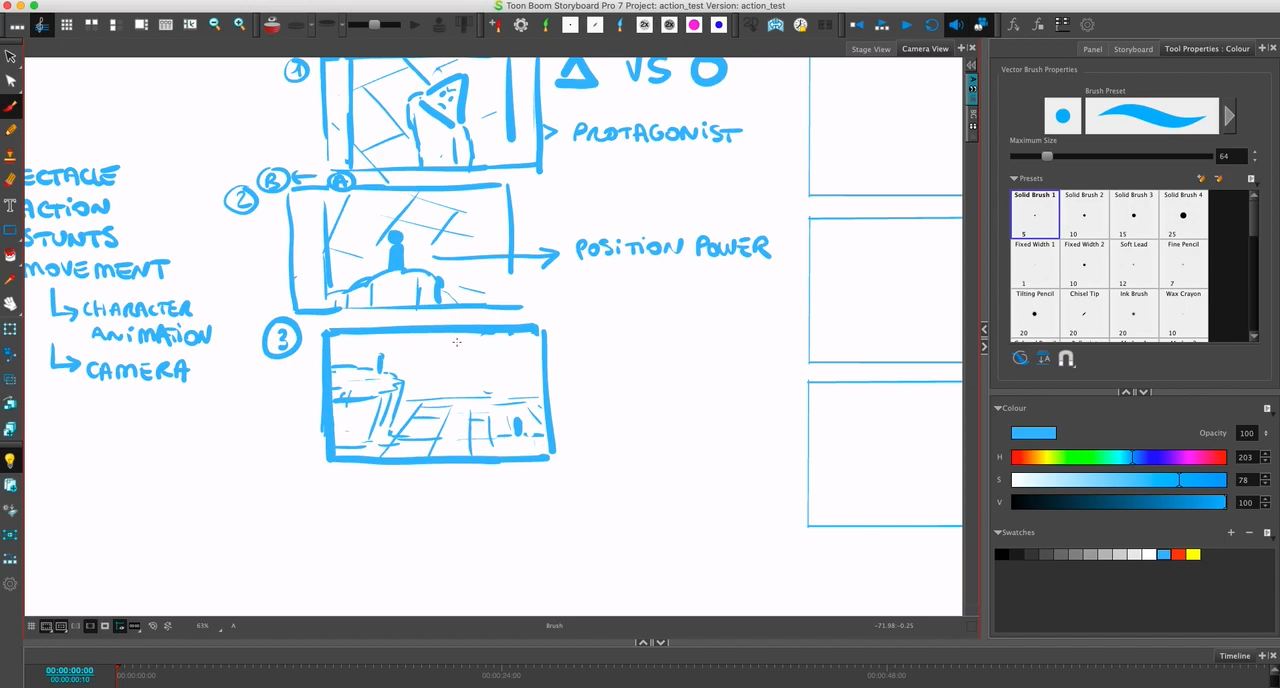 Toon Boom Storyboard Pro 7 Project: action_test Version: action_test
Stage View
Camera View
Panel
Storyboard
Tool Properties : Colour
Vector Brush Properties
Brush Preset
Maximum Size
64
Presets
Solid Brush 1
Solid Brush 2
Solid Brush 3
Solid Brush 4
5
10
15
25
Fixed Width 1
Fixed Width 2
Soft Lead
Fine Pencil
1
10
12
7
Tilting Pencil
Chisel Tip
Ink Brush
Wax Crayon
20
20
20
10
Colour
Opacity
100
H
203
S
78
V
100
Swatches
1
VS
PROTAGONIST
ECTACLE
ACTION
STUNTS
MOVEMENT
CHARACTER
ANIMATION
CAMERA
B
A
2
POSITION POWER
3
63%
A
Brush
-71.98:-0.25
Timeline
00:00:00:00
00:00:00:10
00:00:00:00
00:00:24:00
00:00:48:00